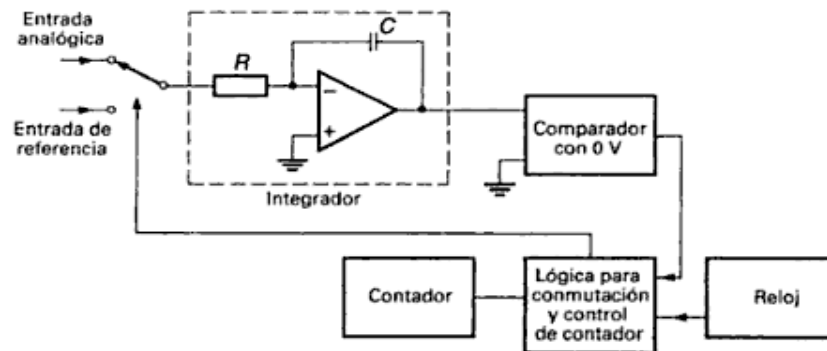 Entrada
analógica
R
C
−
+
Entrada de
referencia
Integrador
Comparador
con 0 V
Contador
Lógica para
conmutación
y control
de contador
Reloj